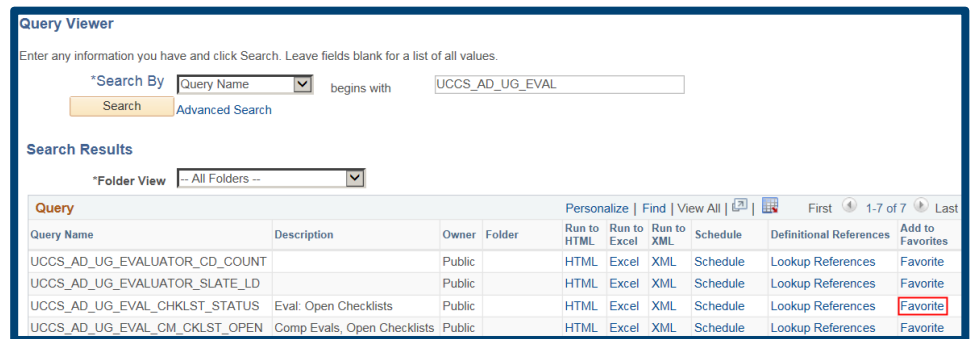 Query Viewer
Enter any information you have and click Search. Leave fields blank for a list of all values.
*Search By Query Name begins with UCCS_AD_UG_EVAL
Search Advanced Search
Search Results
*Folder View -- All Folders --
Query Personalize | Find | View All | | First 1-7 of 7 Last
Query Name Description Owner Folder Run to HTML Run to Excel Run to XML Schedule Definitional References Add to Favorites
UCCS_AD_UG_EVALUATOR_CD_COUNT Public HTML Excel XML Schedule Lookup References Favorite
UCCS_AD_UG_EVALUATOR_SLATE_LD Public HTML Excel XML Schedule Lookup References Favorite
UCCS_AD_UG_EVAL_CHKLST_STATUS Eval: Open Checklists Public HTML Excel XML Schedule Lookup References Favorite
UCCS_AD_UG_EVAL_CM_CKLST_OPEN Comp Evals, Open Checklists Public HTML Excel XML Schedule Lookup References Favorite